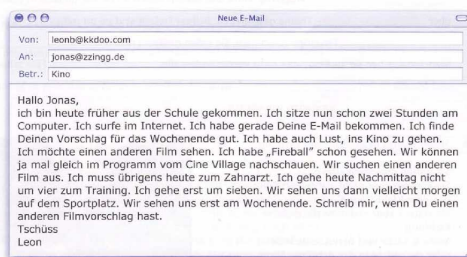 Neue E-Mail
Von: leonb@kkdoo.com
An: jonas@zzingg.de
Betr.: Kino
Hallo Jonas,
ich bin heute früher aus der Schule gekommen. Ich sitze nun schon zwei Stunden am
Computer. Ich surfe im Internet. Ich habe gerade Deine E-Mail bekommen. Ich finde
Deinen Vorschlag für das Wochenende gut. Ich habe auch Lust, ins Kino zu gehen.
Ich möchte einen anderen Film sehen. Ich habe „Fireball" schon gesehen. Wir können
ja mal gleich im Programm vom Cine Village nachschauen. Wir suchen einen anderen
Film aus. Ich muss übrigens heute zum Zahnarzt. Ich gehe heute Nachmittag nicht
um vier zum Training. Ich gehe erst um sieben. Wir sehen uns dann vielleicht morgen
auf dem Sportplatz. Wir sehen uns erst am Wochenende. Schreib mir, wenn Du einen
anderen Filmvorschlag hast.
Tschüss
Leon